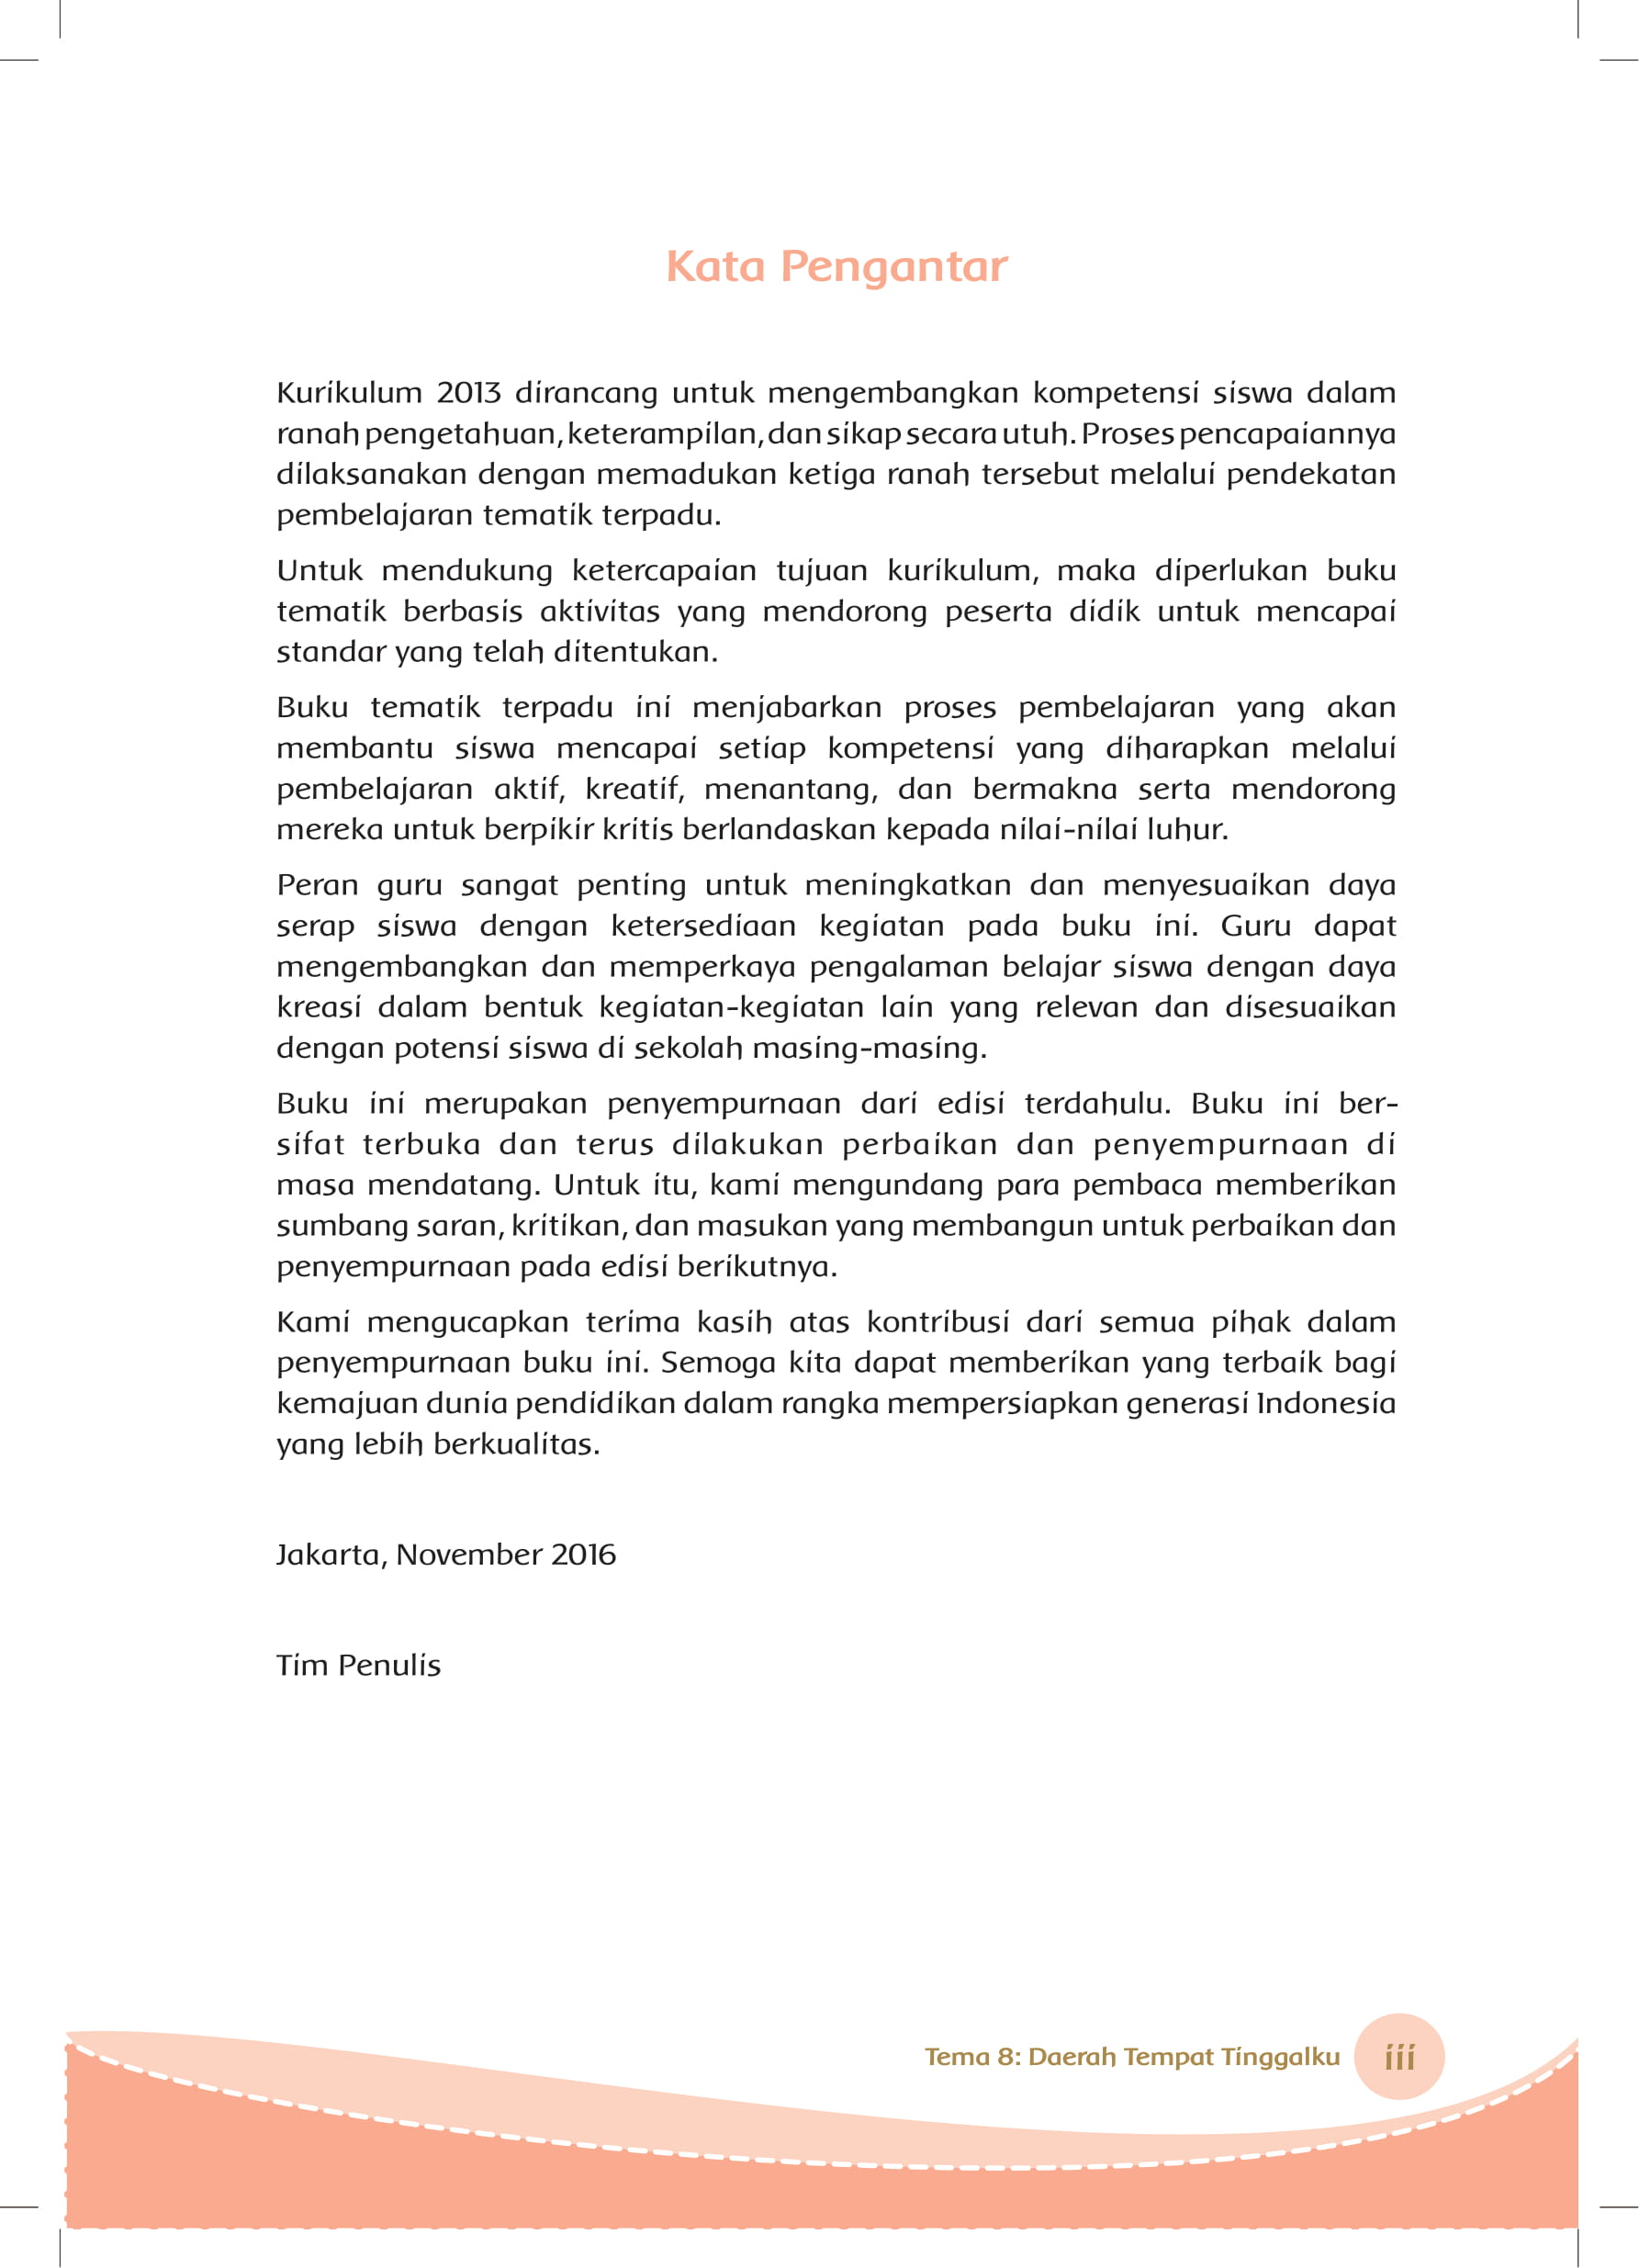 Kata Pengantar
Kurikulum 2013 dirancang untuk mengembangkan kompetensi siswa dalam
ranah pengetahuan, keterampilan, dan sikap secara utuh. Proses pencapaiannya
dilaksanakan dengan memadukan ketiga ranah tersebut melalui pendekatan
pembelajaran tematik terpadu.
Untuk mendukung ketercapaian tujuan kurikulum, maka diperlukan buku
tematik berbasis aktivitas yang mendorong peserta didik untuk mencapai
standar yang telah ditentukan.
Buku tematik terpadu ini menjabarkan proses pembelajaran yang akan
membantu siswa mencapai setiap kompetensi yang diharapkan melalui
pembelajaran aktif, kreatif, menantang, dan bermakna serta mendorong
mereka untuk berpikir kritis berlandaskan kepada nilai-nilai luhur.
Peran guru sangat penting untuk meningkatkan dan menyesuaikan daya
serap siswa dengan ketersediaan kegiatan pada buku ini. Guru dapat
mengembangkan dan memperkaya pengalaman belajar siswa dengan daya
kreasi dalam bentuk kegiatan-kegiatan lain yang relevan dan disesuaikan
dengan potensi siswa di sekolah masing-masing.
Buku ini merupakan penyempurnaan dari edisi terdahulu. Buku ini ber-
sifat terbuka dan terus dilakukan perbaikan dan penyempurnaan di
masa mendatang. Untuk itu, kami mengundang para pembaca memberikan
sumbang saran, kritikan, dan masukan yang membangun untuk perbaikan dan
penyempurnaan pada edisi berikutnya.
Kami mengucapkan terima kasih atas kontribusi dari semua pihak dalam
penyempurnaan buku ini. Semoga kita dapat memberikan yang terbaik bagi
kemajuan dunia pendidikan dalam rangka mempersiapkan generasi Indonesia
yang lebih berkualitas.
Jakarta, November 2016
Tim Penulis
Tema 8: Daerah Tempat Tinggalku iii